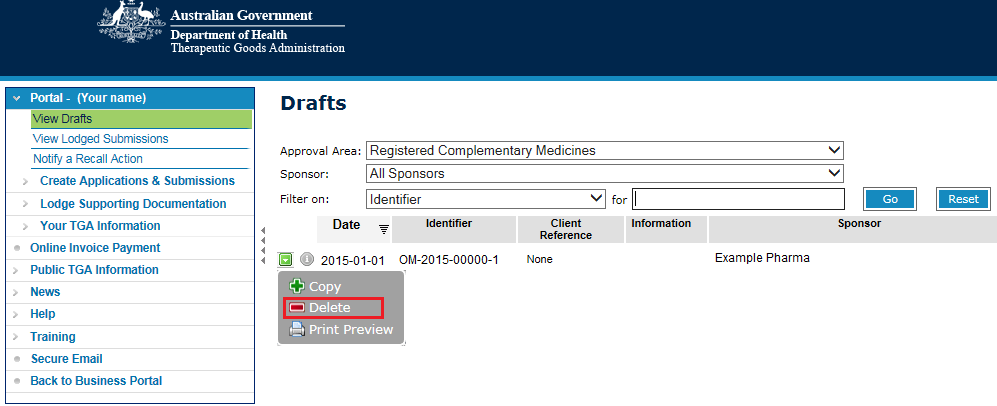 Australian Government
Department of Health
Therapeutic Goods Administration
Portal - (Your name)
View Drafts
View Lodged Submissions
Notify a Recall Action
Create Applications & Submissions
Lodge Supporting Documentation
Your TGA Information
Online Invoice Payment
Public TGA Information
News
Help
Training
Secure Email
Back to Business Portal
Drafts
Approval Area: Registered Complementary Medicines
Sponsor: All Sponsors
Filter on: Identifier for Go Reset
Date Identifier Client Reference Information Sponsor
2015-01-01 OM-2015-00000-1 None Example Pharma
Copy
Delete
Print Preview